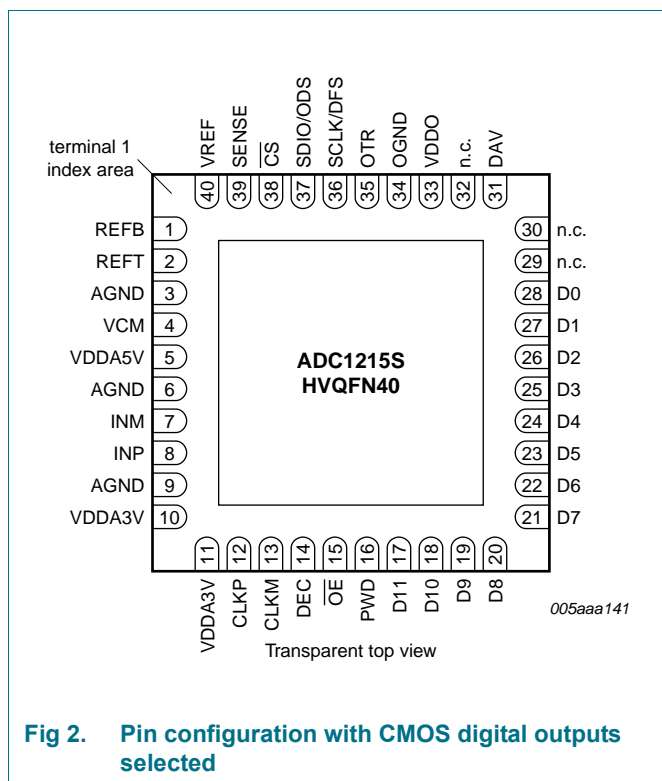 terminal 1
index area
40 VREF
39 SENSE
38 C̅S̅
37 SDIO/ODS
36 SCLK/DFS
35 OTR
34 OGND
33 VDDO
32 n.c.
31 DAV
REFB 1
REFT 2
AGND 3
VCM 4
VDDA5V 5
AGND 6
INM 7
INP 8
AGND 9
VDDA3V 10
ADC1215S
HVQFN40
30 n.c.
29 n.c.
28 D0
27 D1
26 D2
25 D3
24 D4
23 D5
22 D6
21 D7
VDDA3V 11
CLKP 12
CLKM 13
DEC 14
O̅E̅ 15
PWD 16
D11 17
D10 18
D9 19
D8 20
005aaa141
Transparent top view
Fig 2. Pin configuration with CMOS digital outputs
selected